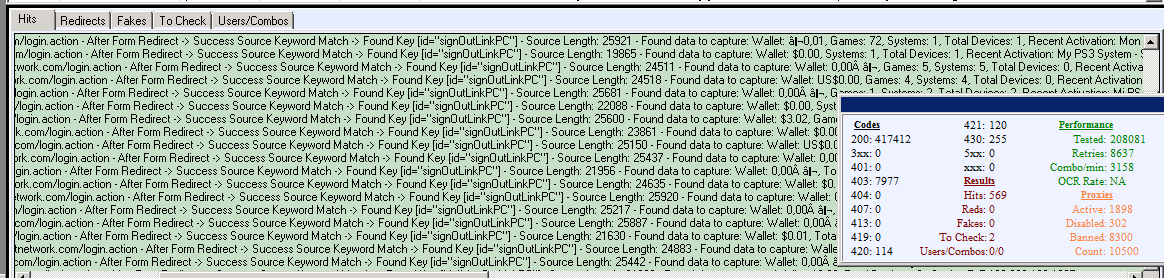 Hits Redirects Fakes To Check Users/Combos
m/login.action - After Form Redirect -> Success Source Keyword Match -> Found Key [id="signOutLinkPC"] - Source Length: 25921 - Found data to capture: Wallet: â|¬0,01, Games: 72, Systems: 1, Total Devices: 1, Recent Activation: Mon
/login.action - After Form Redirect -> Success Source Keyword Match -> Found Key [id="signOutLinkPC"] - Source Length: 19865 - Found data to capture: Wallet: $0.00, Systems: 1, Total Devices: 1, Recent Activation: My PS3 System - S
twork.com/login.action - After Form Redirect -> Success Source Keyword Match -> Found Key [id="signOutLinkPC"] - Source Length: 24511 - Found data to capture: Wallet: 0,00Â â|¬, Games: 5, Systems: 5, Total Devices: 0, Recent Ac
rk.com/login.action - After Form Redirect -> Success Source Keyword Match -> Found Key [id="signOutLinkPC"] - Source Length: 24518 - Found data to capture: Wallet: US$0.00, Games: 4, Systems: 4, Total Devices: 0, Recent Activation
/login.action - After Form Redirect -> Success Source Keyword Match -> Found Key [id="signOutLinkPC"] - Source Length: 25681 - Found data to capture: Wallet: 0,00Â â|¬, Games: 1, Systems: 2, Total Devices: 2, Recent Activation: Mj PS
/login.action - After Form Redirect -> Success Source Keyword Match -> Found Key [id="signOutLinkPC"] - Source Length: 22088 - Found data to capture: Wallet: $0.00, Syst
m/login.action - After Form Redirect -> Success Source Keyword Match -> Found Key [id="signOutLinkPC"] - Source Length: 25600 - Found data to capture: Wallet: $3.02, Gam
k.com/login.action - After Form Redirect -> Success Source Keyword Match -> Found Key [id="signOutLinkPC"] - Source Length: 23861 - Found data to capture: Wallet: $0.00
k.com/login.action - After Form Redirect -> Success Source Keyword Match -> Found Key [id="signOutLinkPC"] - Source Length: 25150 - Found data to capture: Wallet: US$0
rk.com/login.action - After Form Redirect -> Success Source Keyword Match -> Found Key [id="signOutLinkPC"] - Source Length: 25437 - Found data to capture: Wallet: 0,00
/login.action - After Form Redirect -> Success Source Keyword Match -> Found Key [id="signOutLinkPC"] - Source Length: 21956 - Found data to capture: Wallet: 0,00Â â|¬, To
rk.com/login.action - After Form Redirect -> Success Source Keyword Match -> Found Key [id="signOutLinkPC"] - Source Length: 24635 - Found data to capture: Wallet: $0.
etwork.com/login.action - After Form Redirect -> Success Source Keyword Match -> Found Key [id="signOutLinkPC"] - Source Length: 25920 - Found data to capture: Wallet:
/login.action - After Form Redirect -> Success Source Keyword Match -> Found Key [id="signOutLinkPC"] - Source Length: 25217 - Found data to capture: Wallet: 0,00Â â|¬,
m/login.action - After Form Redirect -> Success Source Keyword Match -> Found Key [id="signOutLinkPC"] - Source Length: 25887 - Found data to capture: Wallet: 0,00Â â|¬,
/login.action - After Form Redirect -> Success Source Keyword Match -> Found Key [id="signOutLinkPC"] - Source Length: 21630 - Found data to capture: Wallet: $0.01, Tota
network.com/login.action - After Form Redirect -> Success Source Keyword Match -> Found Key [id="signOutLinkPC"] - Source Length: 24883 - Found data to capture: Wallet:
k.com/login.action - After Form Redirect -> Success Source Keyword Match -> Found Key [id="signOutLinkPC"] - Source Length: 25442 - Found data to capture: Wallet: 0,00
Codes 421: 120 Performance
200: 417412 430: 255 Tested: 208081
3xx: 0 5xx: 0 Retries: 8637
401: 0 xxx: 0 Combo/min: 3158
403: 7977 Results OCR Rate: NA
404: 0 Hits: 569 Proxies
407: 0 Reds: 0 Active: 1898
413: 0 Fakes: 0 Disabled: 302
419: 0 To Check: 2 Banned: 8300
420: 114 Users/Combos:0/0 Count: 10500